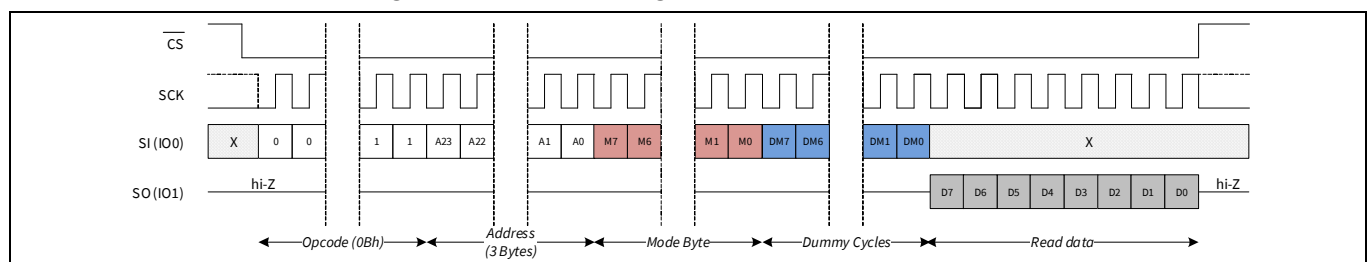 CS
SCK
SI (IO0) X 0 0 1 1 A23 A22 A1 A0 M7 M6 M1 M0 DM7 DM6 DM1 DM0 X
hi-Z hi-Z
SO (IO1) D7 D6 D5 D4 D3 D2 D1 D0
Opcode (0Bh) Address (3 Bytes) Mode Byte Dummy Cycles Read data